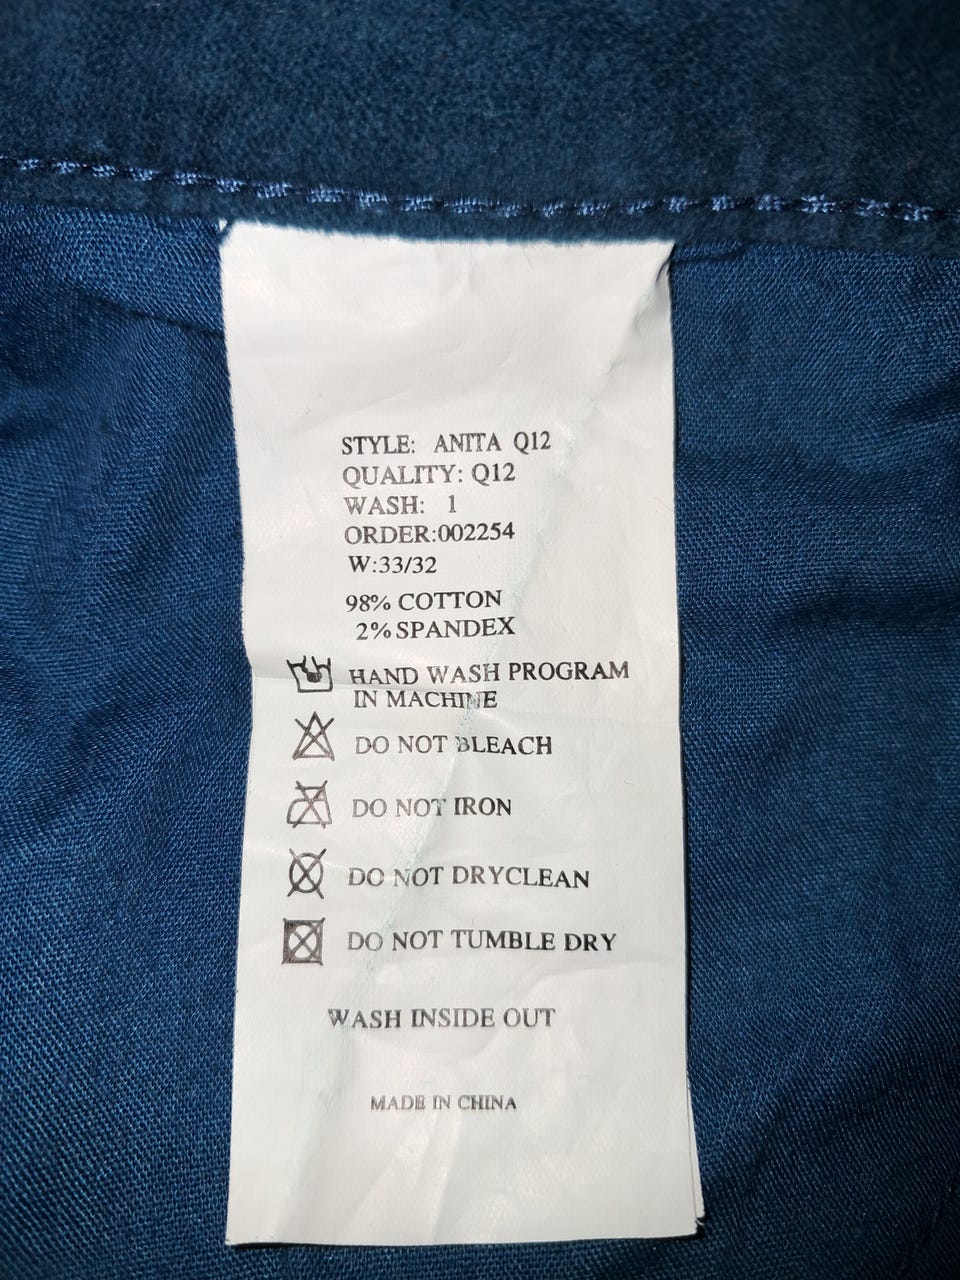 STYLE: ANITA Q12
QUALITY: Q12
WASH: 1
ORDER:002254
W:33/32
98% COTTON
2% SPANDEX
HAND WASH PROGRAM
IN MACHINE
DO NOT BLEACH
DO NOT IRON
DO NOT DRYCLEAN
DO NOT TUMBLE DRY
WASH INSIDE OUT
MADE IN CHINA